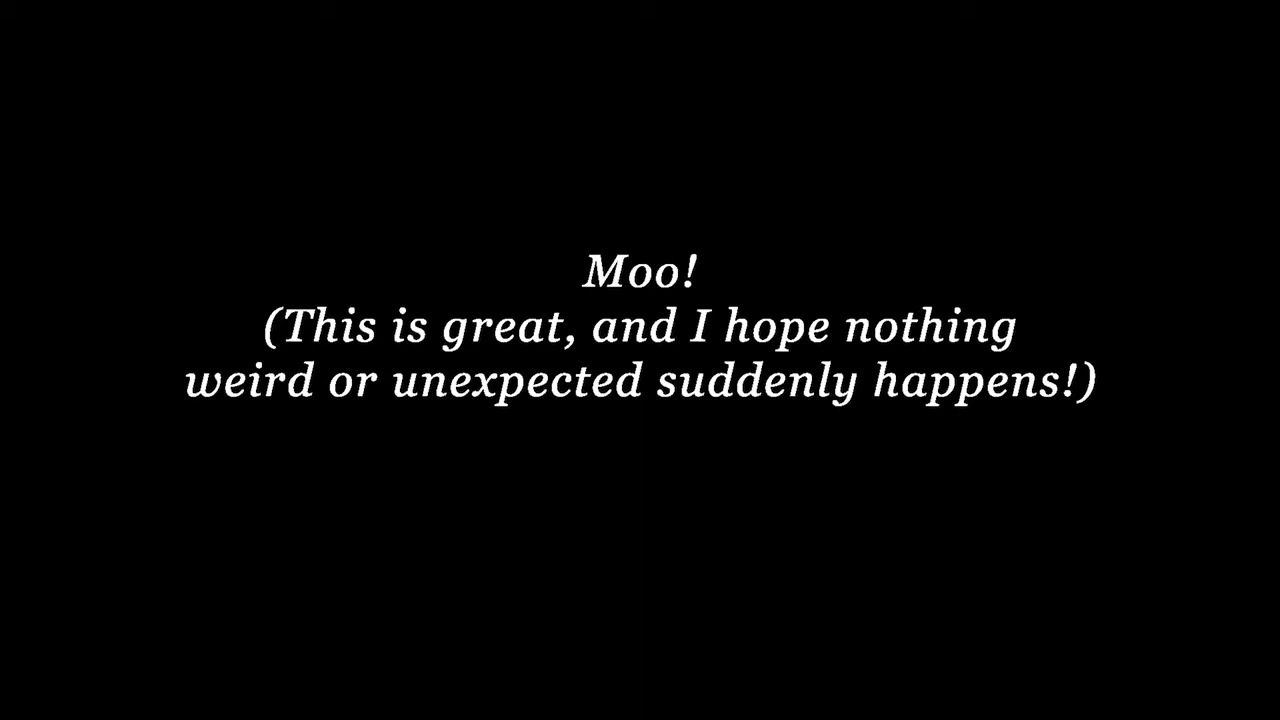 Moo!
(This is great, and I hope nothing
weird or unexpected suddenly happens!)